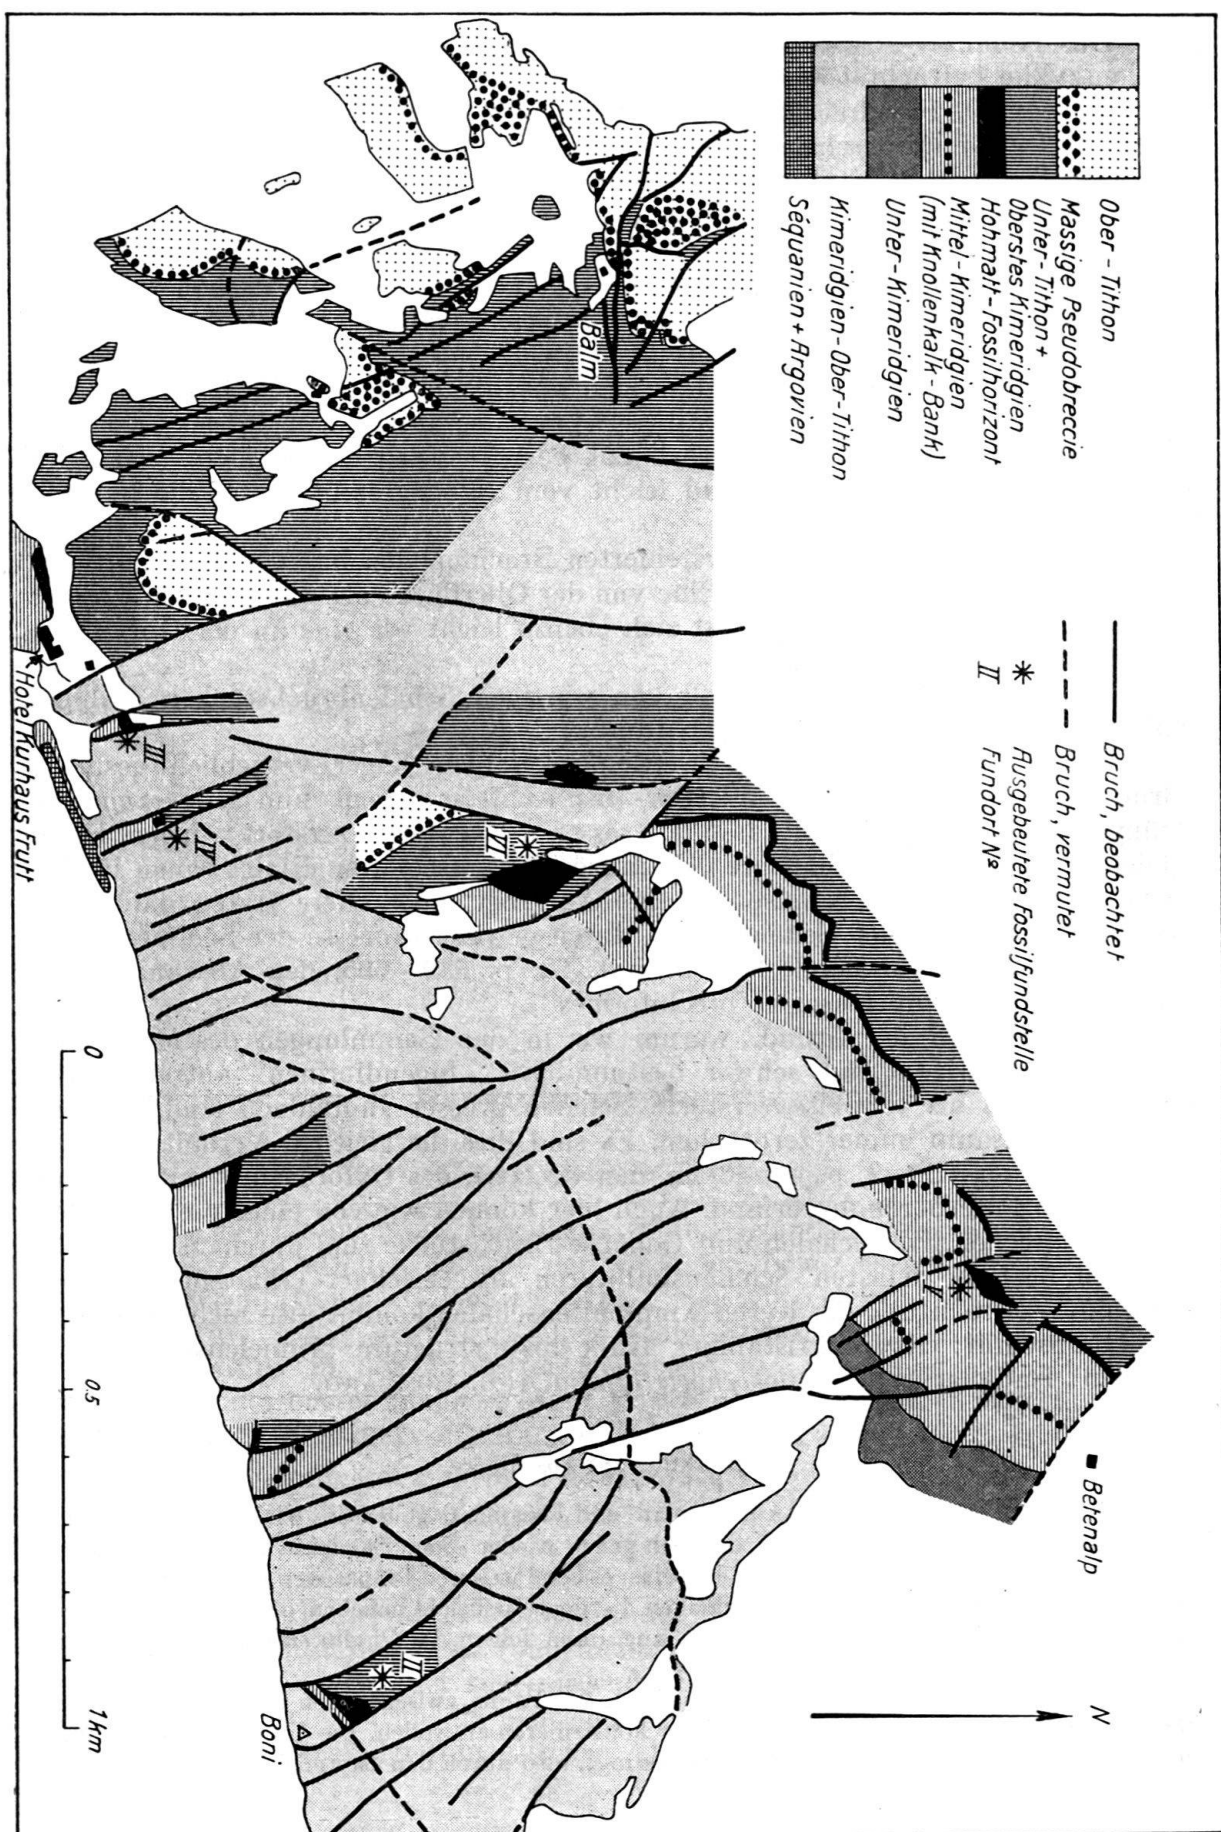 Ober-Tithon
Massige Pseudobreccie
Unter-Tithon +
Oberstes Kimeridgien
Hohmatt-Fossilhorizont
Mittel-Kimeridgien
(mit Knollenkalk-Bank)
Unter-Kimeridgien
Kimeridgien-Ober-Tithon
Séquanien + Argovien
Bruch, beobachtet
Bruch, vermutet
Ausgebeutete Fossilfundstelle
II Fundort No
N
Betenalp
Balm
V
VI
III
IV
II
Hotel Kurhaus Frutt
Boni
0 0.5 1km